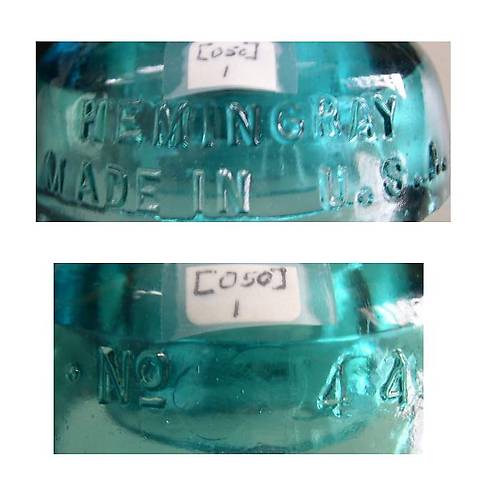 [050]
1
HEMINGRAY
MADE IN U.S.A.
[050]
1
· Nº 44